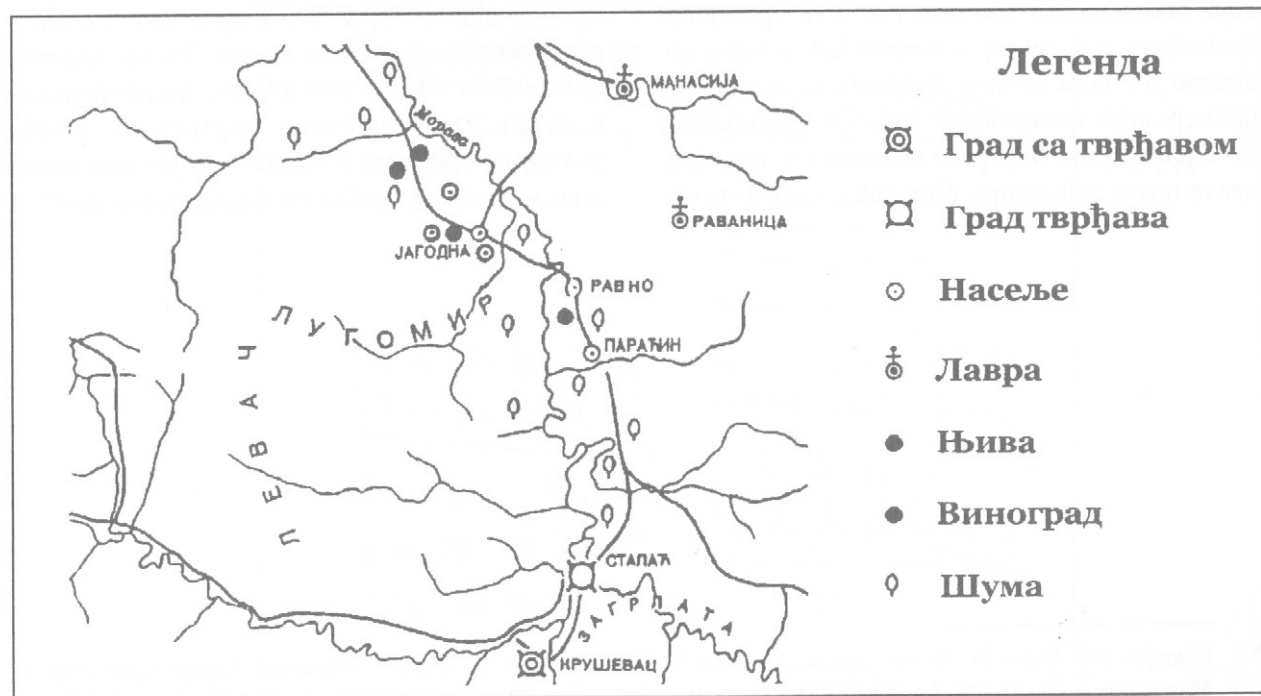 МАНАСИЈА
Морава
РАВАНИЦА
ЈАГОДНА
РАВНО
ЛУГОМИР
ПАРАЋИН
ЛЕВАЧ
СТАЛАЋ
ЗАГРЛАТА
КРУШЕВАЦ
Легенда
Град са тврђавом
Град тврђава
Насеље
Лавра
Њива
Виноград
Шума